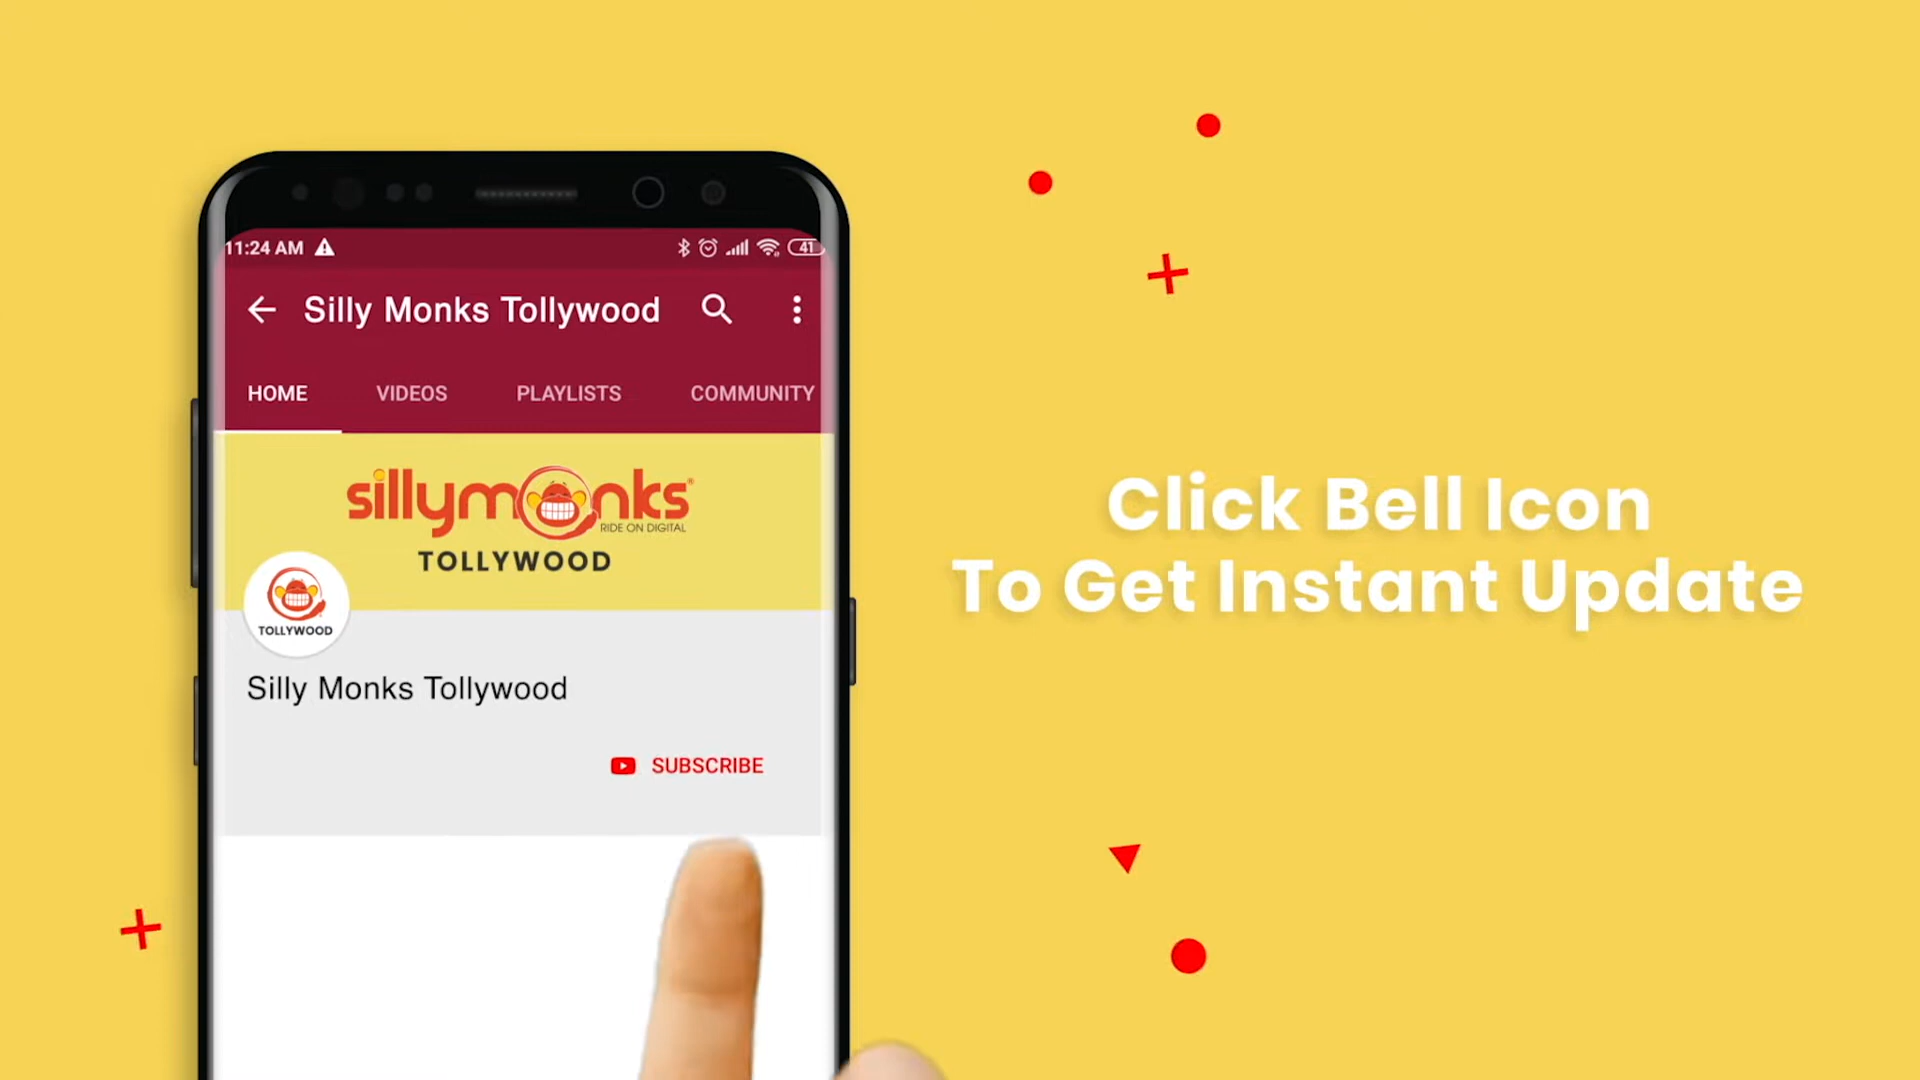 11:24 AM
41
Silly Monks Tollywood
HOME VIDEOS PLAYLISTS COMMUNITY
sillymonks®
RIDE ON DIGITAL
TOLLYWOOD
TOLLYWOOD
Silly Monks Tollywood
SUBSCRIBE
Click Bell Icon
To Get Instant Update